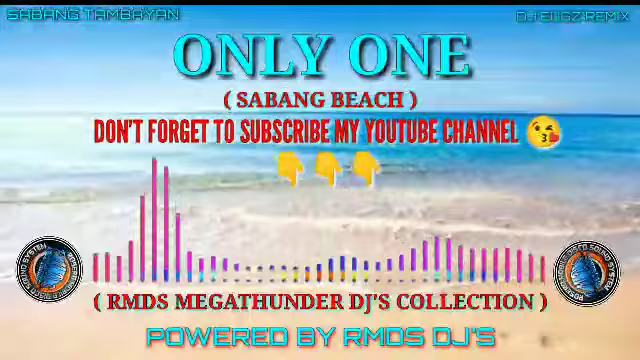 SABANG TAMBAYAN
DJ ENGZ REMIX
ONLY ONE
( SABANG BEACH )
DON'T FORGET TO SUBSCRIBE MY YOUTUBE CHANNEL 😘
👇 👇 👇
( RMDS MEGATHUNDER DJ'S COLLECTION )
POWERED BY RMDS DJ'S